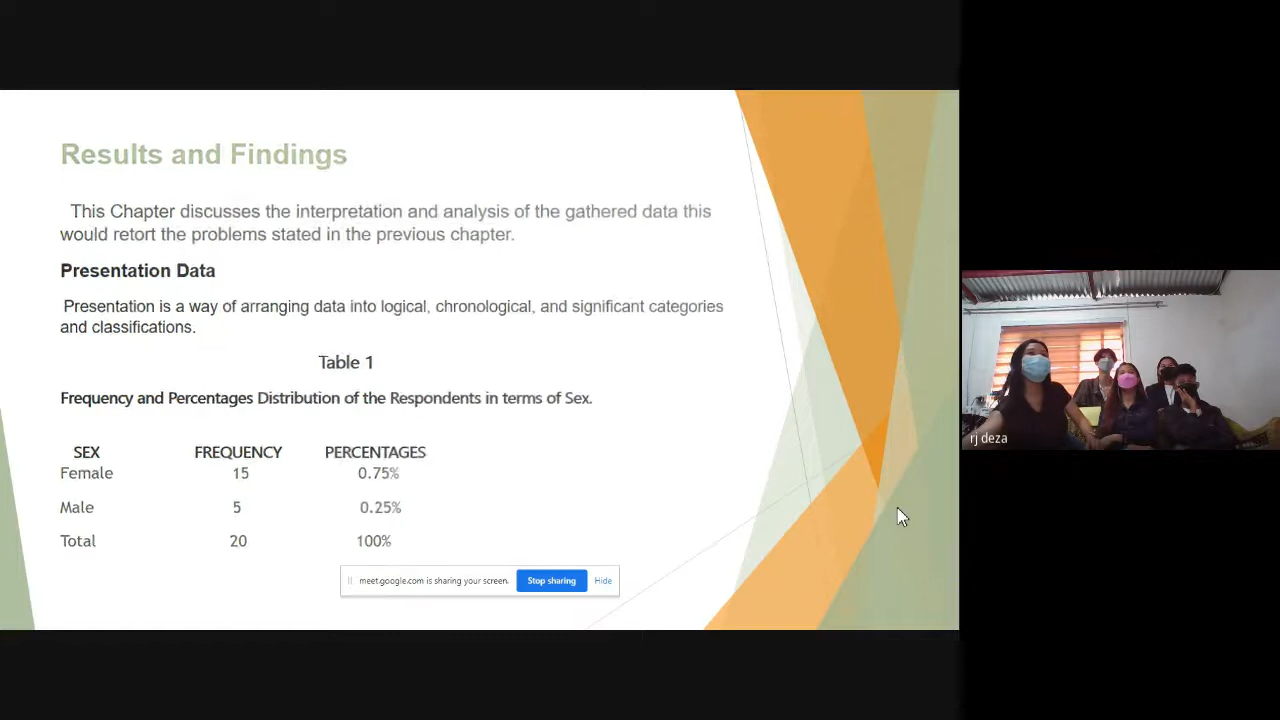 Results and Findings
This Chapter discusses the interpretation and analysis of the gathered data this
would retort the problems stated in the previous chapter.
Presentation Data
Presentation is a way of arranging data into logical, chronological, and significant categories
and classifications.
Table 1
Frequency and Percentages Distribution of the Respondents in terms of Sex.
SEX FREQUENCY PERCENTAGES
Female 15 0.75%
Male 5 0.25%
Total 20 100%
meet.google.com is sharing your screen. Stop sharing Hide
rj deza